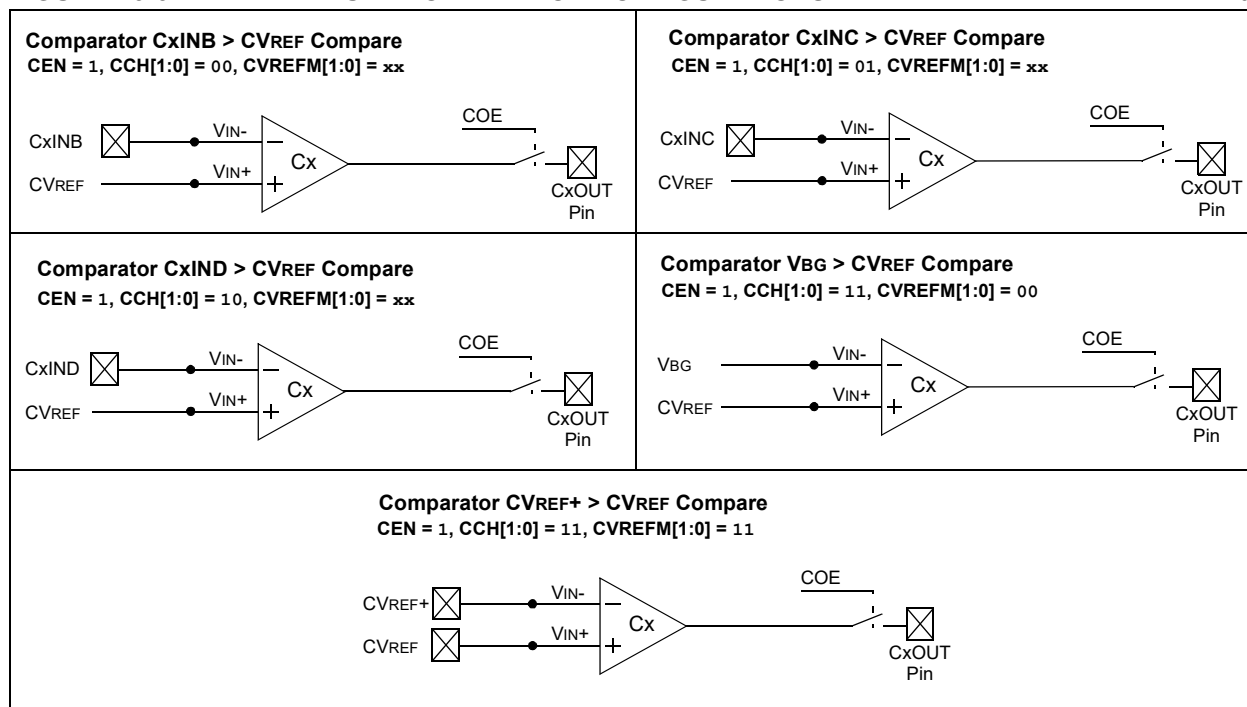 Comparator CxINB > CVREF Compare
CEN = 1, CCH[1:0] = 00, CVREFM[1:0] = xx
COE
CxINB
VIN-
Cx
VIN+
CVREF
CxOUT
Pin
Comparator CxINC > CVREF Compare
CEN = 1, CCH[1:0] = 01, CVREFM[1:0] = xx
COE
CxINC
VIN-
Cx
VIN+
CVREF
CxOUT
Pin
Comparator CxIND > CVREF Compare
CEN = 1, CCH[1:0] = 10, CVREFM[1:0] = xx
COE
CxIND
VIN-
Cx
VIN+
CVREF
CxOUT
Pin
Comparator VBG > CVREF Compare
CEN = 1, CCH[1:0] = 11, CVREFM[1:0] = 00
COE
VBG
VIN-
Cx
VIN+
CVREF
CxOUT
Pin
Comparator CVREF+ > CVREF Compare
CEN = 1, CCH[1:0] = 11, CVREFM[1:0] = 11
COE
CVREF+
VIN-
Cx
VIN+
CVREF
CxOUT
Pin